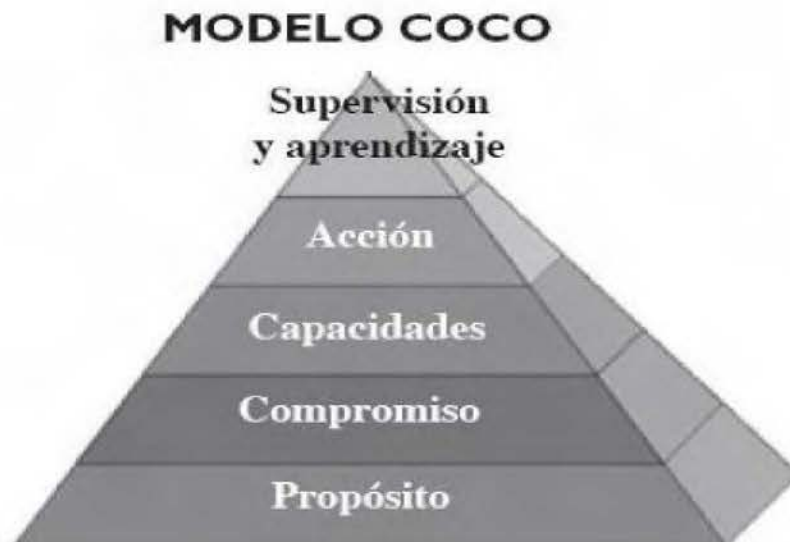 MODELO COCO
Supervisión
y aprendizaje
Acción
Capacidades
Compromiso
Propósito